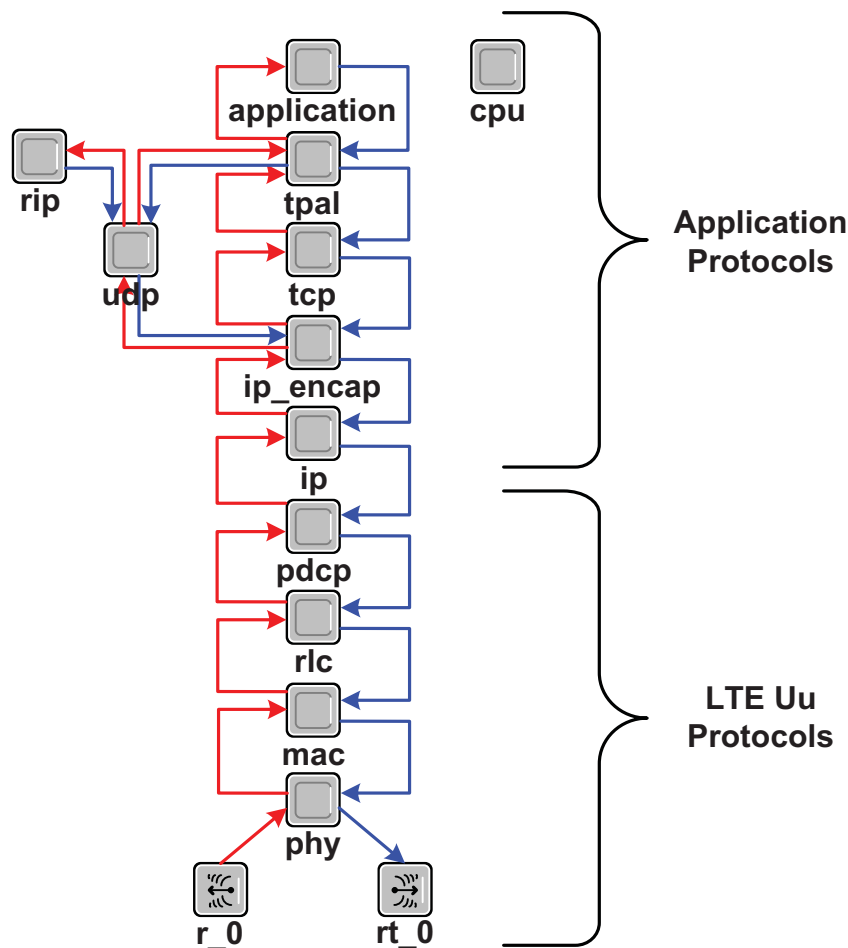 application
cpu
rip
tpal
Application
Protocols
udp
tcp
ip_encap
ip
pdcp
rlc
LTE Uu
Protocols
mac
phy
r_0
rt_0